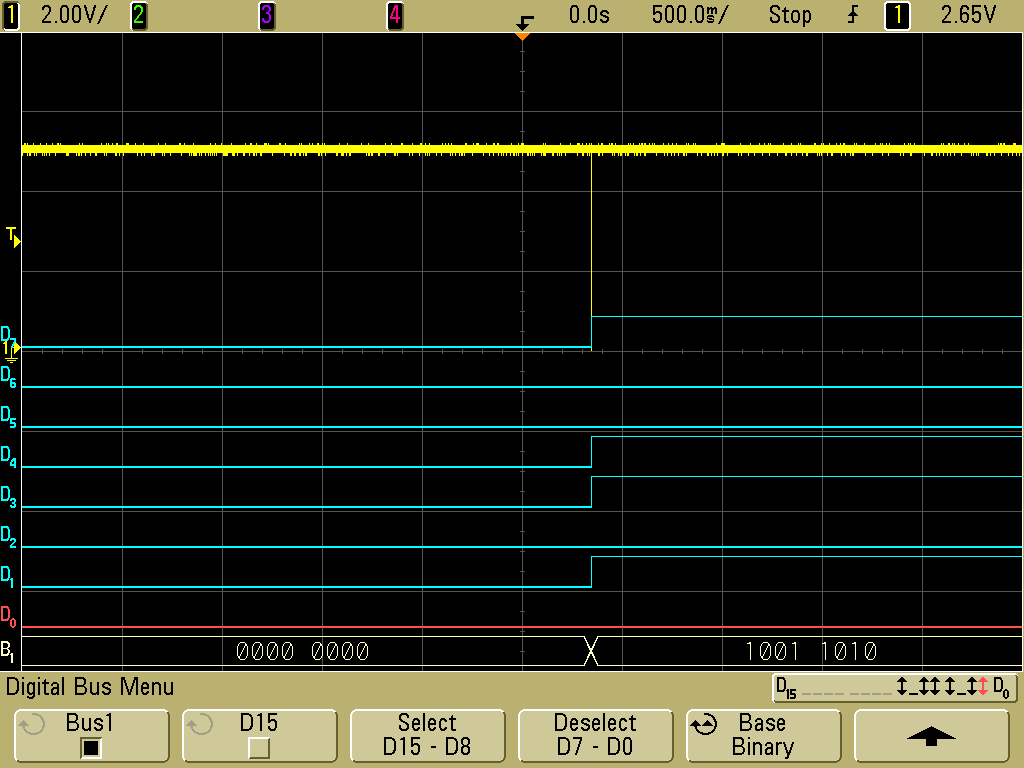 1 2.00V/ 2 3 4 0.0s 500.0ms/ Stop 1 2.65V
T
D7
1
D6
D5
D4
D3
D2
D1
D0
B1 0000 0000 1001 1010
Digital Bus Menu D15 D0
Bus1 D15 Select Deselect Base
D15 - D8 D7 - D0 Binary